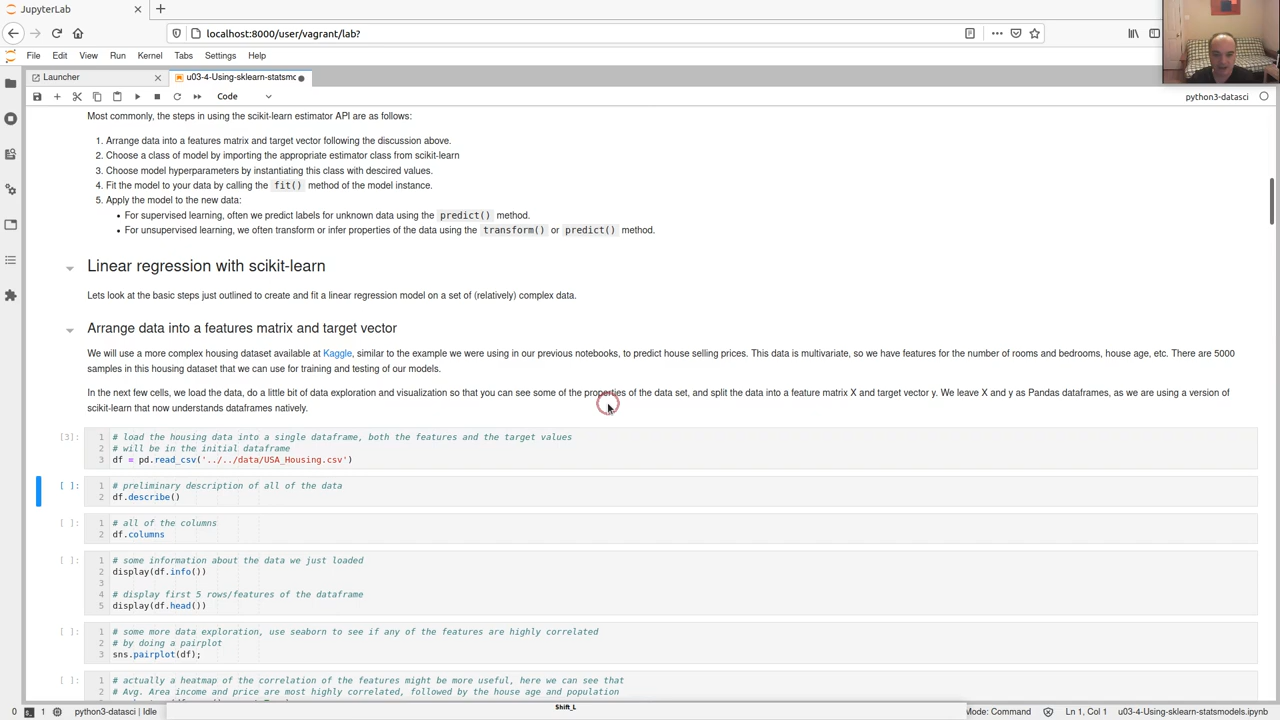 JupyterLab
localhost:8000/user/vagrant/lab?
File Edit View Run Kernel Tabs Settings Help
Launcher
u03-4-Using-sklearn-statsmo
Code
python3-datasci
Most commonly, the steps in using the scikit-learn estimator API are as follows:
1. Arrange data into a features matrix and target vector following the discussion above.
2. Choose a class of model by importing the appropriate estimator class from scikit-learn
3. Choose model hyperparameters by instantiating this class with descired values.
4. Fit the model to your data by calling the fit() method of the model instance.
5. Apply the model to the new data:
• For supervised learning, often we predict labels for unknown data using the predict() method.
• For unsupervised learning, we often transform or infer properties of the data using the transform() or predict() method.
Linear regression with scikit-learn
Lets look at the basic steps just outlined to create and fit a linear regression model on a set of (relatively) complex data.
Arrange data into a features matrix and target vector
We will use a more complex housing dataset available at Kaggle, similar to the example we were using in our previous notebooks, to predict house selling prices. This data is multivariate, so we have features for the number of rooms and bedrooms, house age, etc. There are 5000
samples in this housing dataset that we can use for training and testing of our models.
In the next few cells, we load the data, do a little bit of data exploration and visualization so that you can see some of the properties of the data set, and split the data into a feature matrix X and target vector y. We leave X and y as Pandas dataframes, as we are using a version of
scikit-learn that now understands dataframes natively.
[3]: 1 # load the housing data into a single dataframe, both the features and the target values
2 # will be in the initial dataframe
3 df = pd.read_csv('../../data/USA_Housing.csv')
[ ]: 1 # preliminary description of all of the data
2 df.describe()
[ ]: 1 # all of the columns
2 df.columns
[ ]: 1 # some information about the data we just loaded
2 display(df.info())
3
4 # display first 5 rows/features of the dataframe
5 display(df.head())
[ ]: 1 # some more data exploration, use seaborn to see if any of the features are highly correlated
2 # by doing a pairplot
3 sns.pairplot(df);
[ ]: 1 # actually a heatmap of the correlation of the features might be more useful, here we can see that
2 # Avg. Area income and price are most highly correlated, followed by the house age and population
0 1 python3-datasci | Idle
Shift_L
Mode: Command Ln 1, Col 1 u03-4-Using-sklearn-statsmodels.ipynb